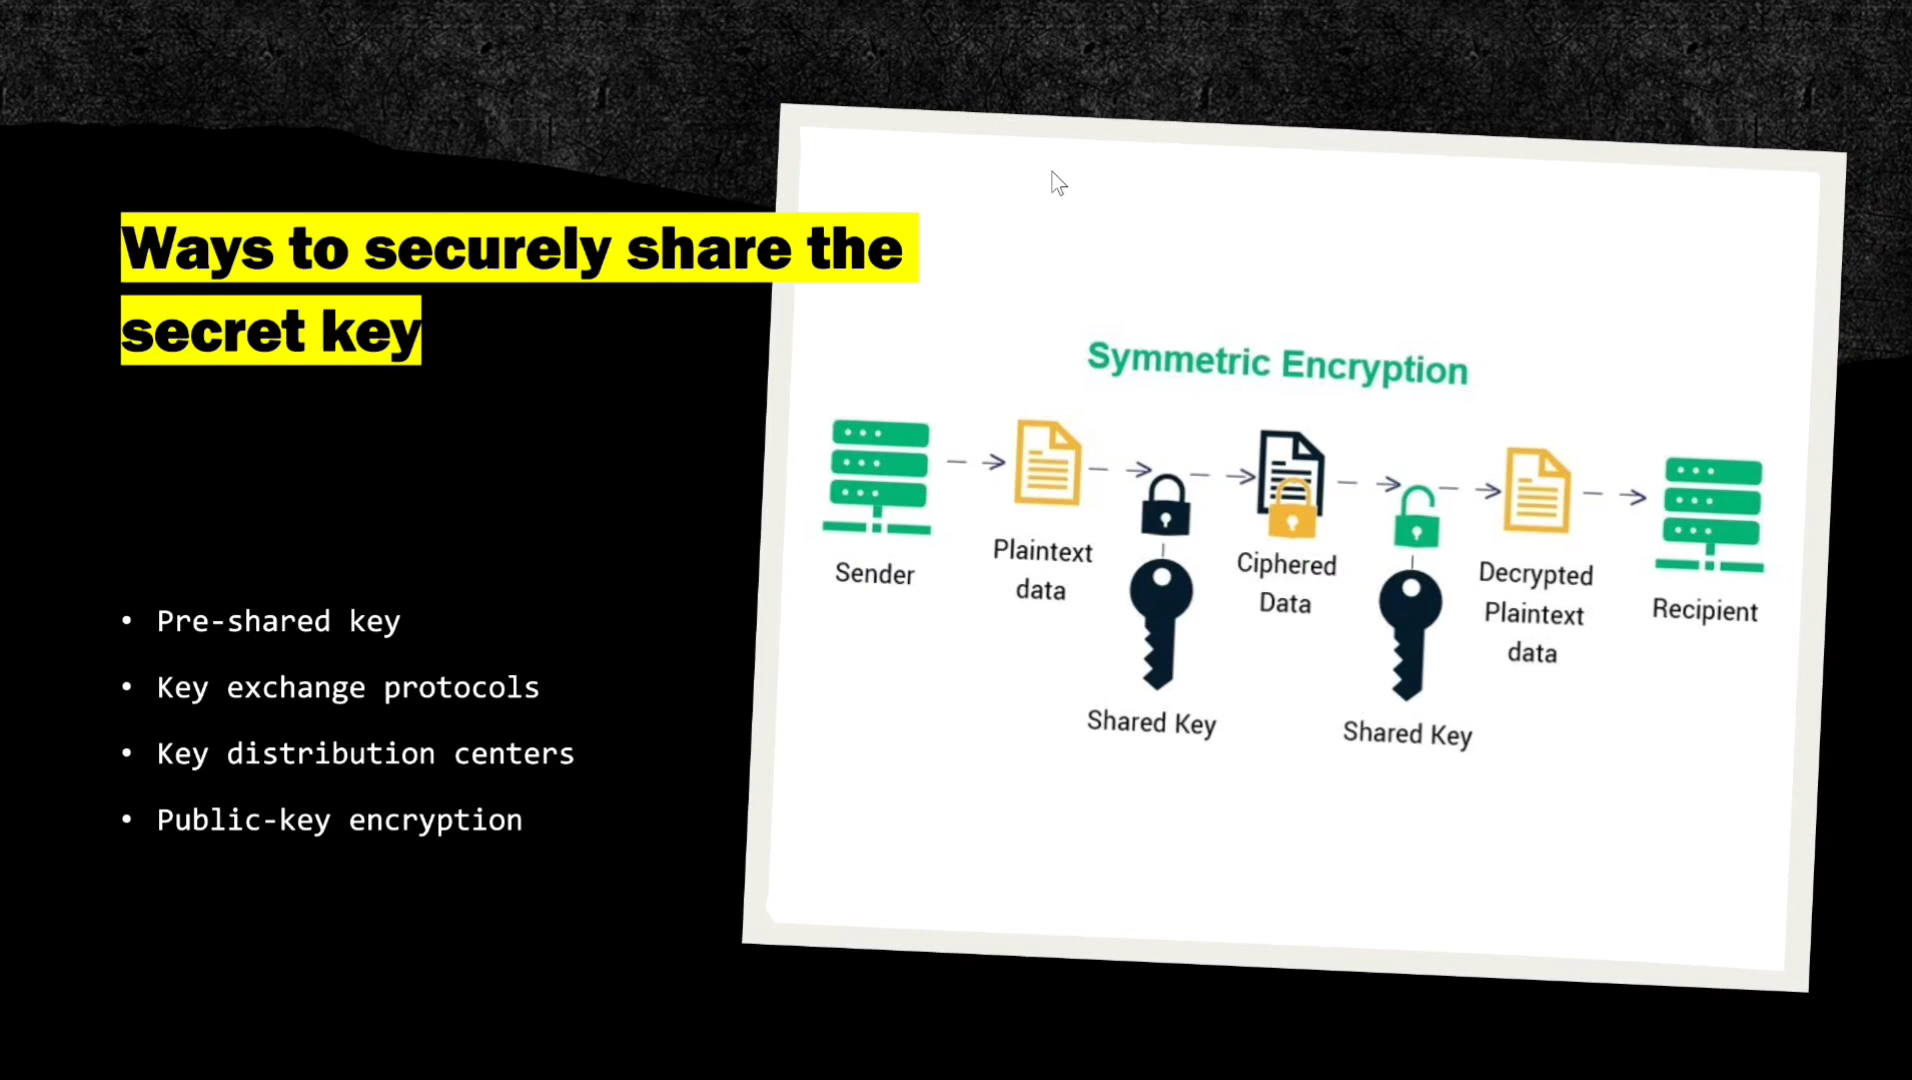 Ways to securely share the
secret key
• Pre-shared key
• Key exchange protocols
• Key distribution centers
• Public-key encryption
Symmetric Encryption
Sender
Plaintext
data
Shared Key
Ciphered
Data
Shared Key
Decrypted
Plaintext
data
Recipient